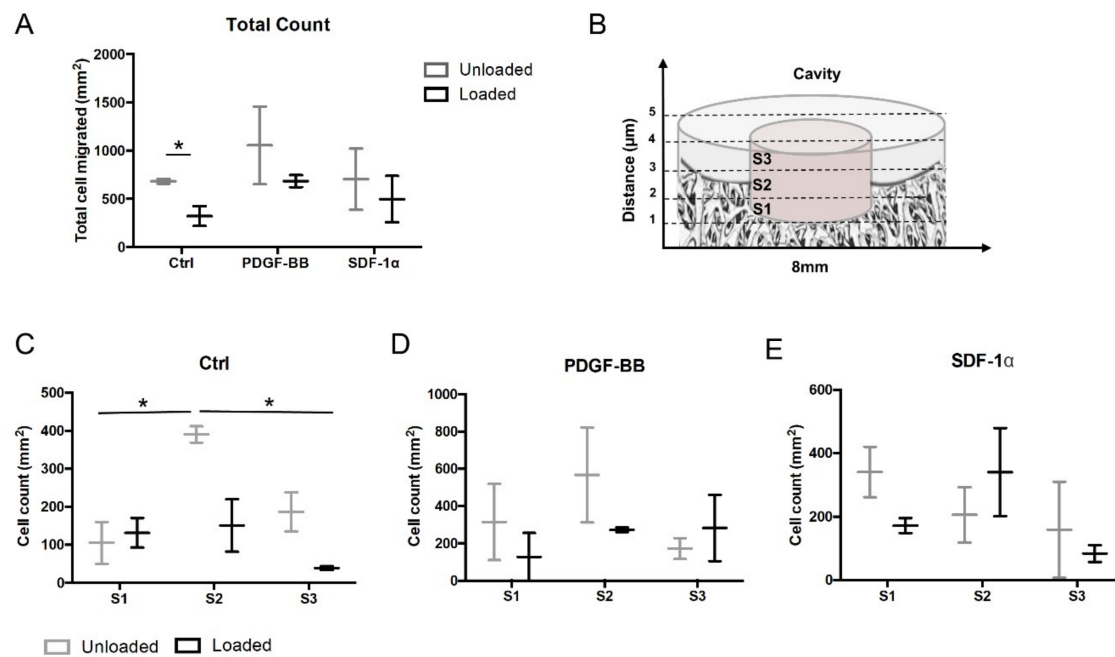 A
Total Count
Total cell migrated (mm²)
2000
1500
1000
500
0
*
Ctrl
PDGF-BB
SDF-1α
Unloaded
Loaded
B
Cavity
Distance (µm)
5
4
3
2
1
S3
S2
S1
8mm
C
Ctrl
Cell count (mm²)
500
400
300
200
100
0
*
*
S1
S2
S3
D
PDGF-BB
Cell count (mm²)
1000
800
600
400
200
0
S1
S2
S3
E
SDF-1α
Cell count (mm²)
600
400
200
0
S1
S2
S3
Unloaded
Loaded